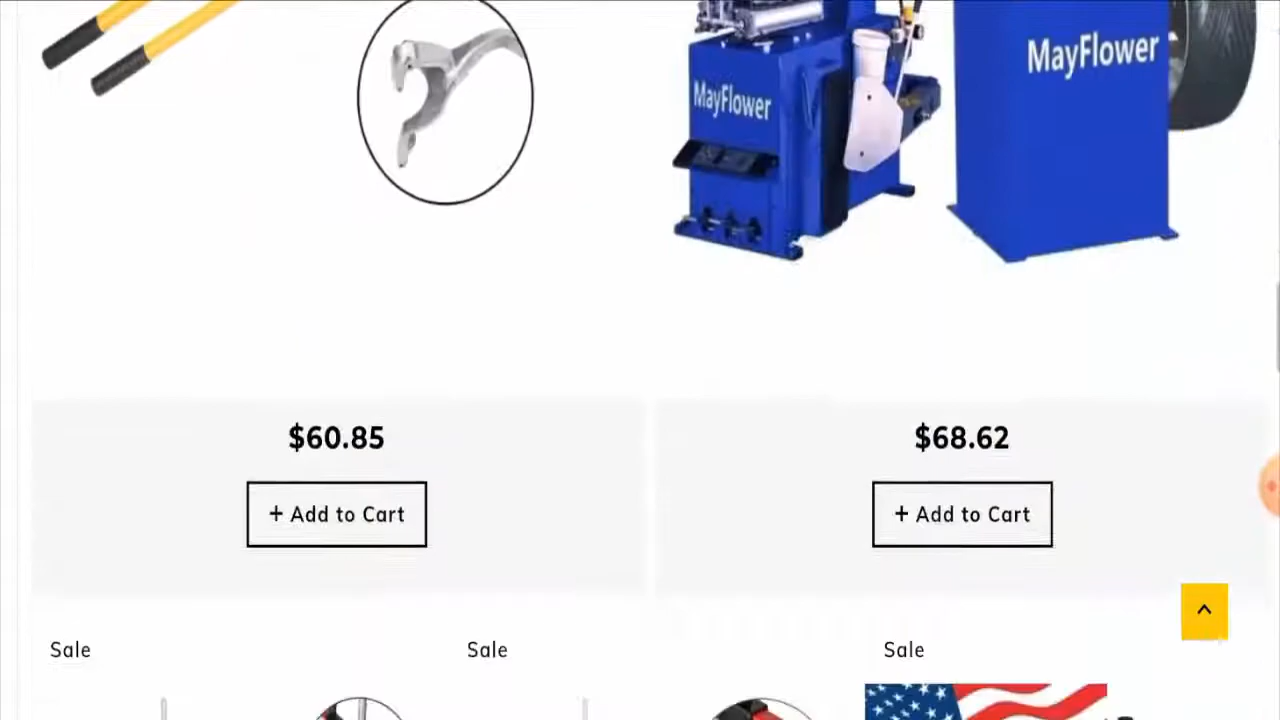 MayFlower
MayFlower
$60.85
$68.62
+ Add to Cart
+ Add to Cart
Sale
Sale
Sale